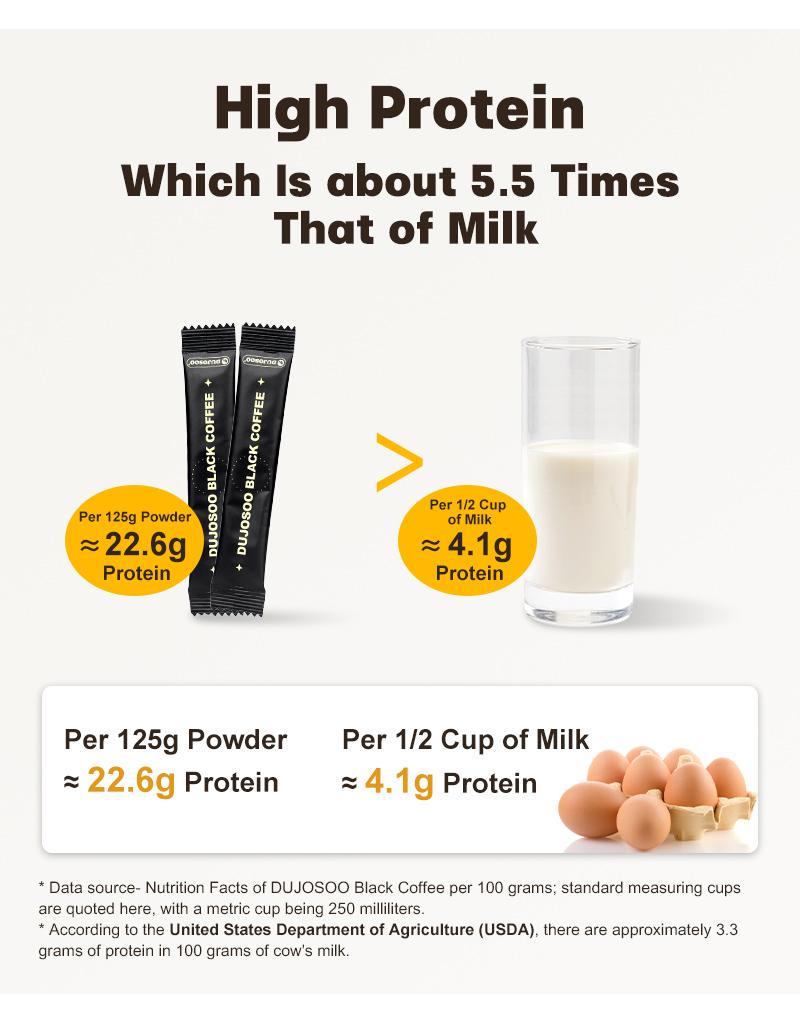 High Protein
Which Is about 5.5 Times
That of Milk
DUJOSOO
DUJOSOO
DUJOSOO BLACK COFFEE
DUJOSOO BLACK COFFEE
>
Per 125g Powder
≈ 22.6g
Protein
Per 1/2 Cup
of Milk
≈ 4.1g
Protein
Per 125g Powder
≈ 22.6g Protein
Per 1/2 Cup of Milk
≈ 4.1g Protein
* Data source- Nutrition Facts of DUJOSOO Black Coffee per 100 grams; standard measuring cups
are quoted here, with a metric cup being 250 milliliters.
* According to the United States Department of Agriculture (USDA), there are approximately 3.3
grams of protein in 100 grams of cow's milk.